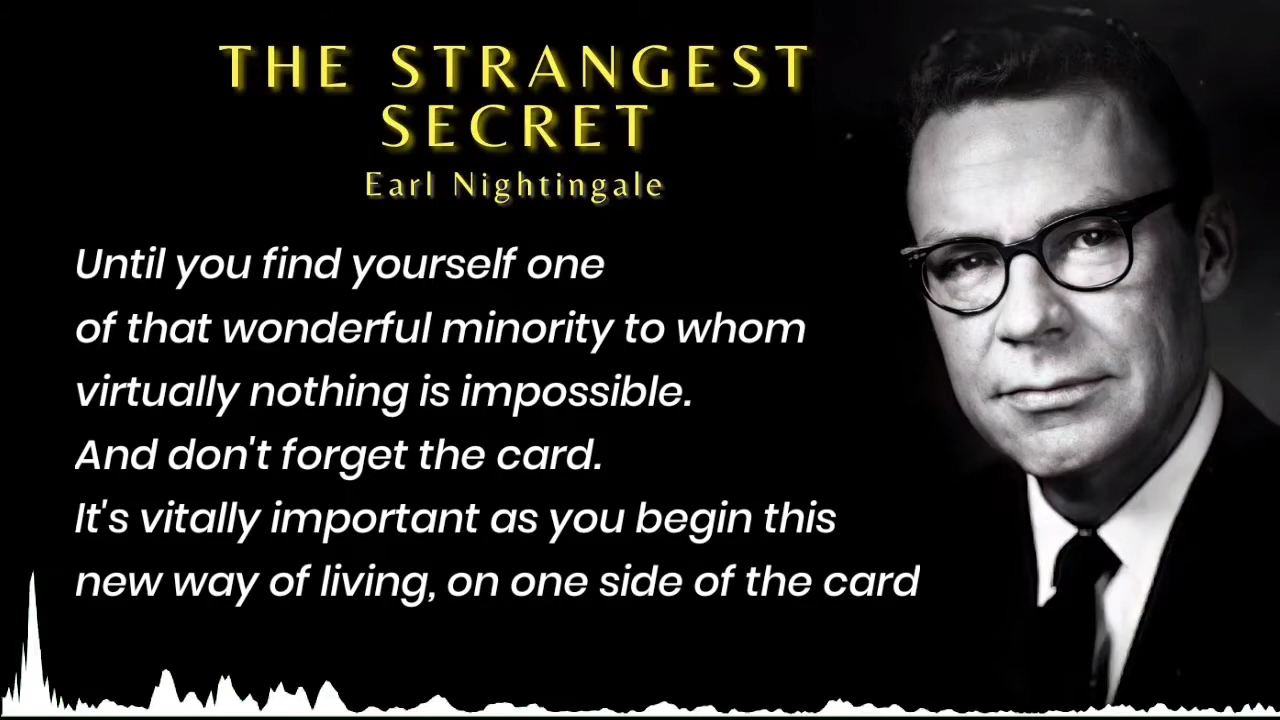 THE STRANGEST
SECRET
Earl Nightingale
Until you find yourself one
of that wonderful minority to whom
virtually nothing is impossible.
And don't forget the card.
It's vitally important as you begin this
new way of living, on one side of the card